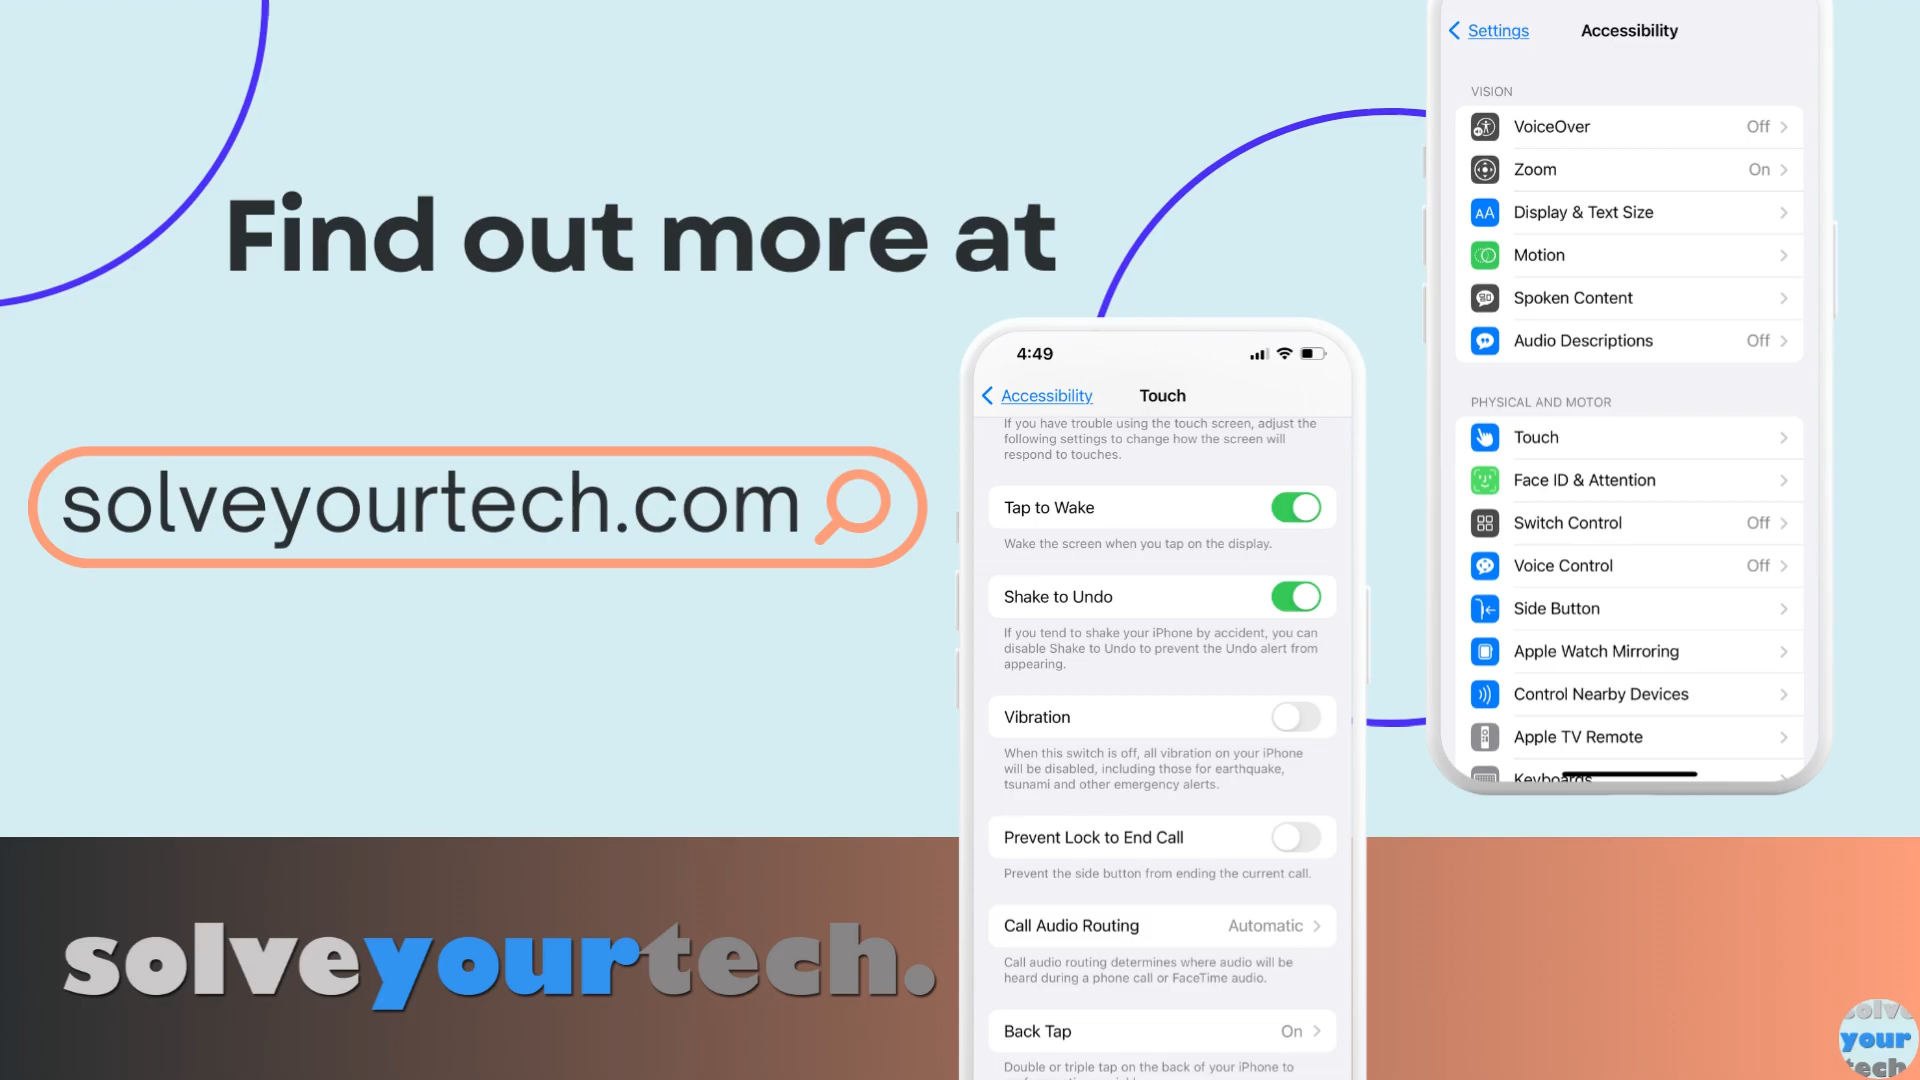 Find out more at
solveyourtech.com
solveyourtech.
4:49
Accessibility
Touch
If you have trouble using the touch screen, adjust the
following settings to change how the screen will
respond to touches.
Tap to Wake
Wake the screen when you tap on the display.
Shake to Undo
If you tend to shake your iPhone by accident, you can
disable Shake to Undo to prevent the Undo alert from
appearing.
Vibration
When this switch is off, all vibration on your iPhone
will be disabled, including those for earthquake,
tsunami and other emergency alerts.
Prevent Lock to End Call
Prevent the side button from ending the current call.
Call Audio Routing Automatic
Call audio routing determines where audio will be
heard during a phone call or FaceTime audio.
Back Tap On
Double or triple tap on the back of your iPhone to
Settings
Accessibility
VISION
VoiceOver Off
Zoom On
AA Display & Text Size
Motion
Spoken Content
Audio Descriptions Off
PHYSICAL AND MOTOR
Touch
Face ID & Attention
Switch Control Off
Voice Control Off
Side Button
Apple Watch Mirroring
Control Nearby Devices
Apple TV Remote
Keyboards
solve
your
tech